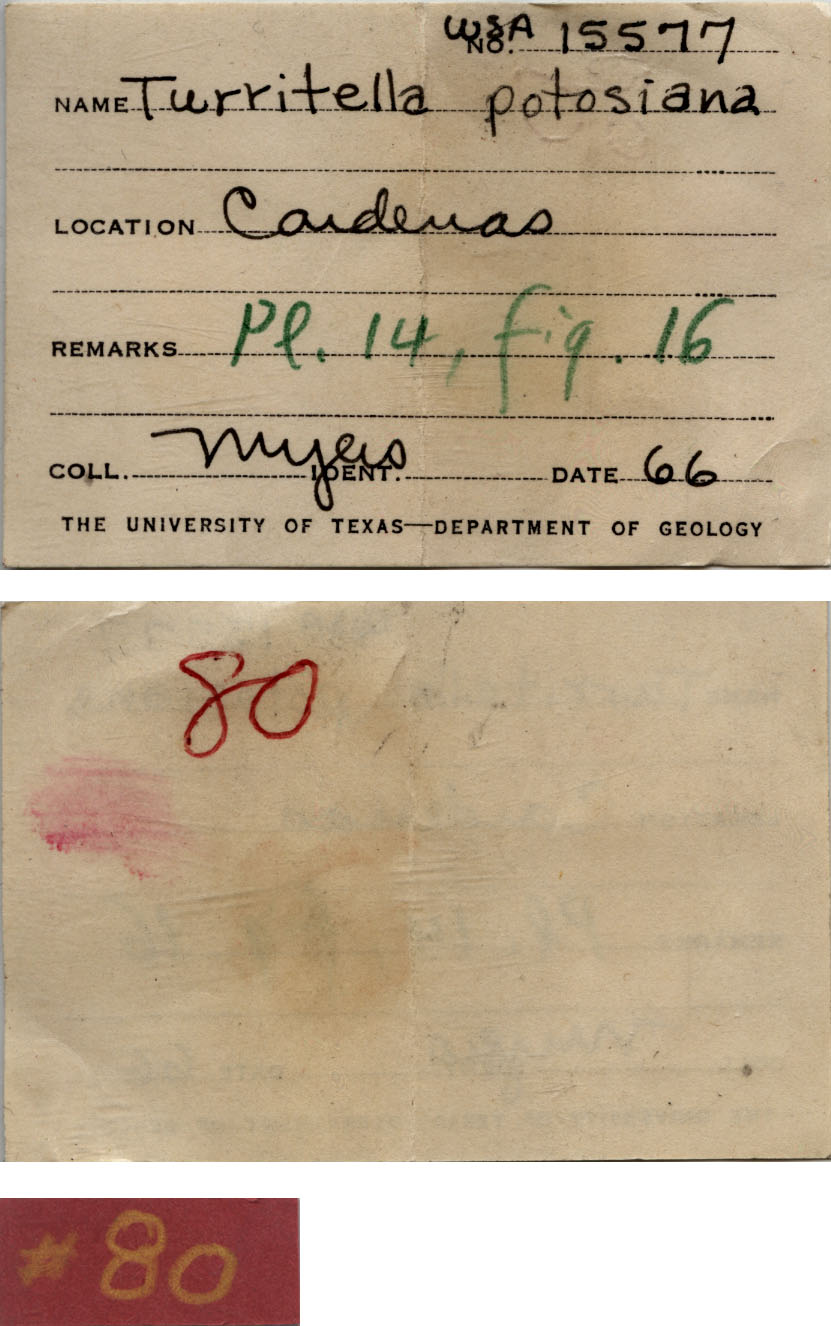 WSA
NO. 15577
NAME Turritella potosiana
LOCATION Cardenas
REMARKS Pl. 14, fig. 16
COLL. Myers IDENT. DATE 66
THE UNIVERSITY OF TEXAS—DEPARTMENT OF GEOLOGY
80
# 80